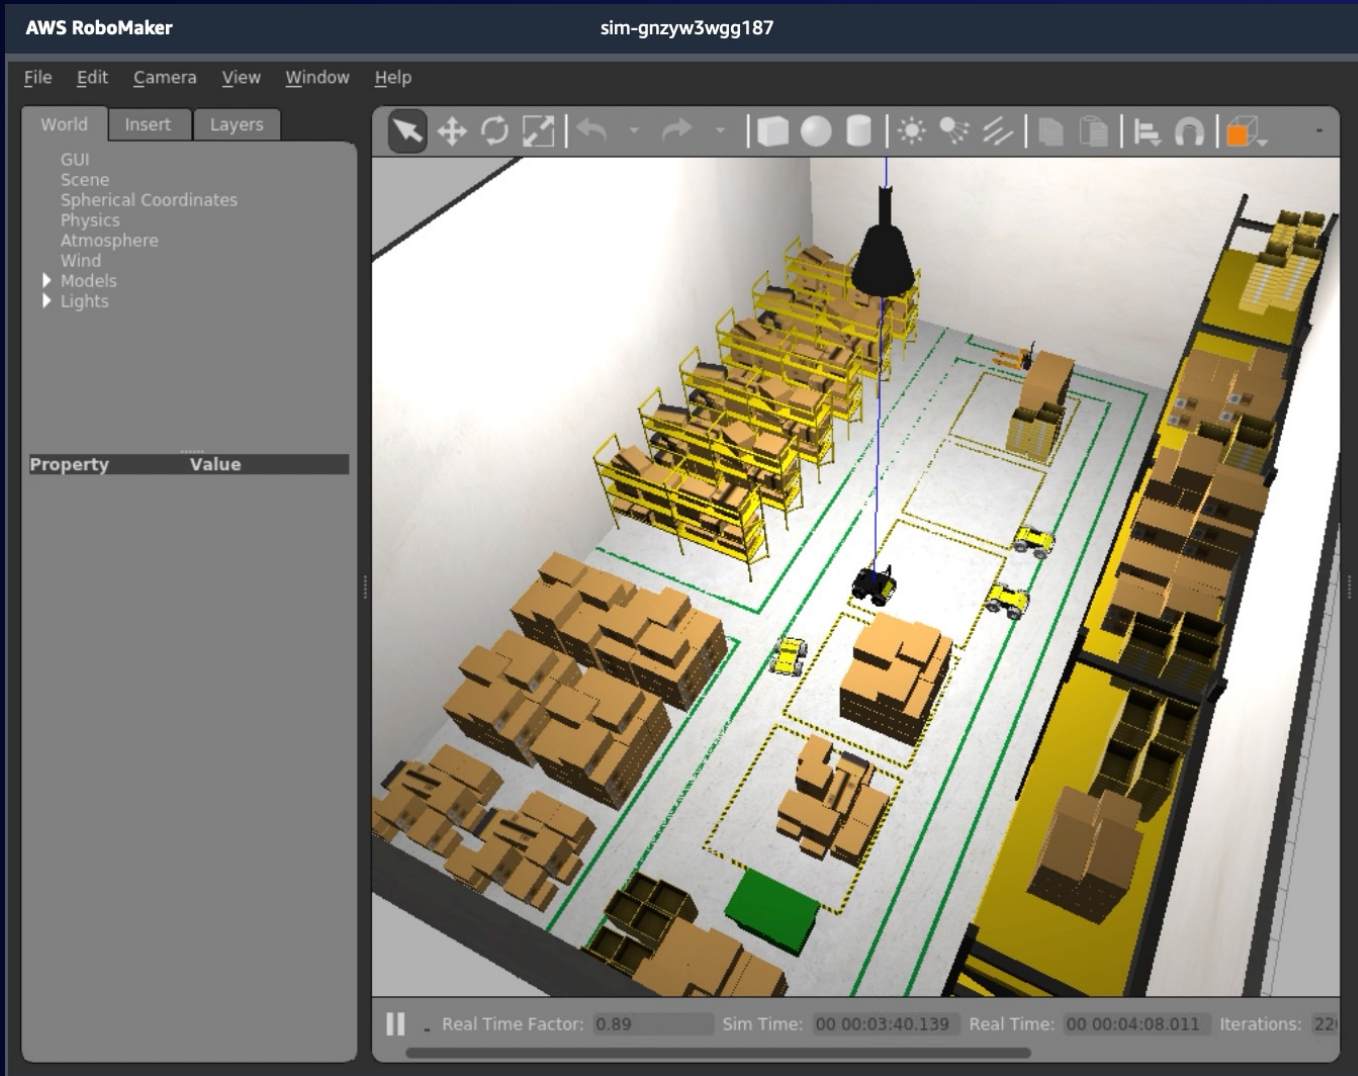 AWS RoboMaker sim-gnzyw3wgg187
File Edit Camera View Window Help
World Insert Layers
GUI
Scene
Spherical Coordinates
Physics
Atmosphere
Wind
Models
Lights
Property Value
Real Time Factor: 0.89 Sim Time: 00 00:03:40.139 Real Time: 00 00:04:08.011 Iterations: